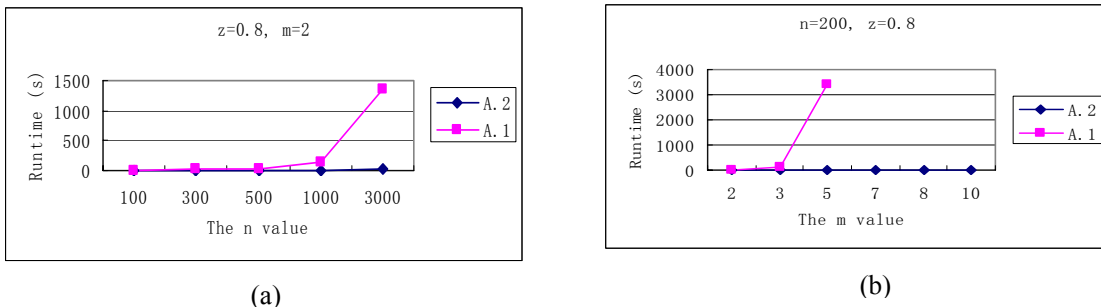 z=0.8, m=2
Runtime (s)
1500
1000
500
0
100 300 500 1000 3000
The n value
A.2
A.1
(a)
n=200, z=0.8
Runtime (s)
4000
3000
2000
1000
0
2 3 5 7 8 10
The m value
A.2
A.1
(b)